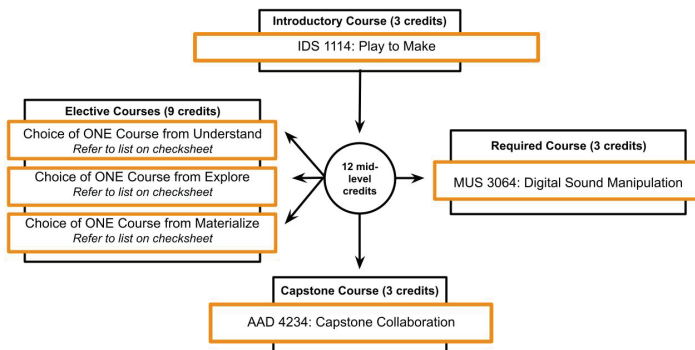 Introductory Course (3 credits)
IDS 1114: Play to Make
Elective Courses (9 credits)
Choice of ONE Course from Understand
Refer to list on checksheet
Choice of ONE Course from Explore
Refer to list on checksheet
Choice of ONE Course from Materialize
Refer to list on checksheet
12 mid-
level
credits
Required Course (3 credits)
MUS 3064: Digital Sound Manipulation
Capstone Course (3 credits)
AAD 4234: Capstone Collaboration